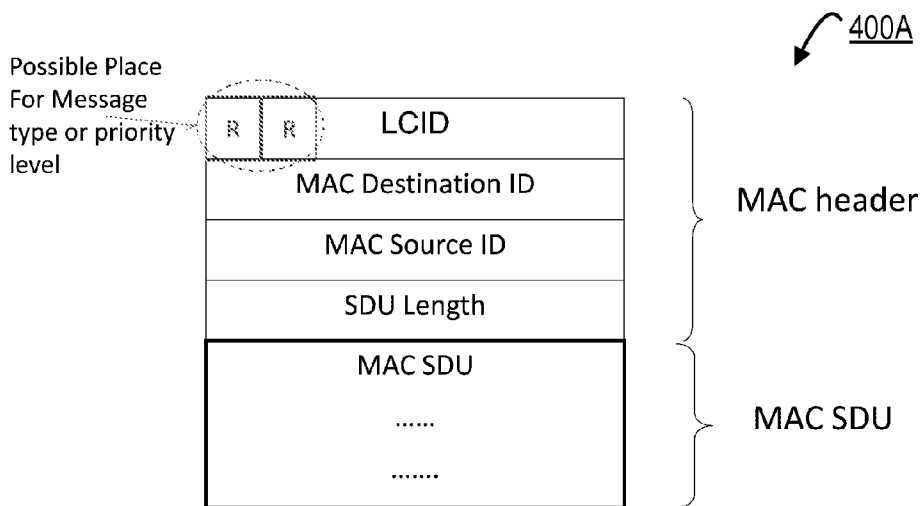 400A
Possible Place
For Message
type or priority
level
R R LCID
MAC Destination ID
MAC Source ID
SDU Length
MAC header
MAC SDU
......
.......
MAC SDU